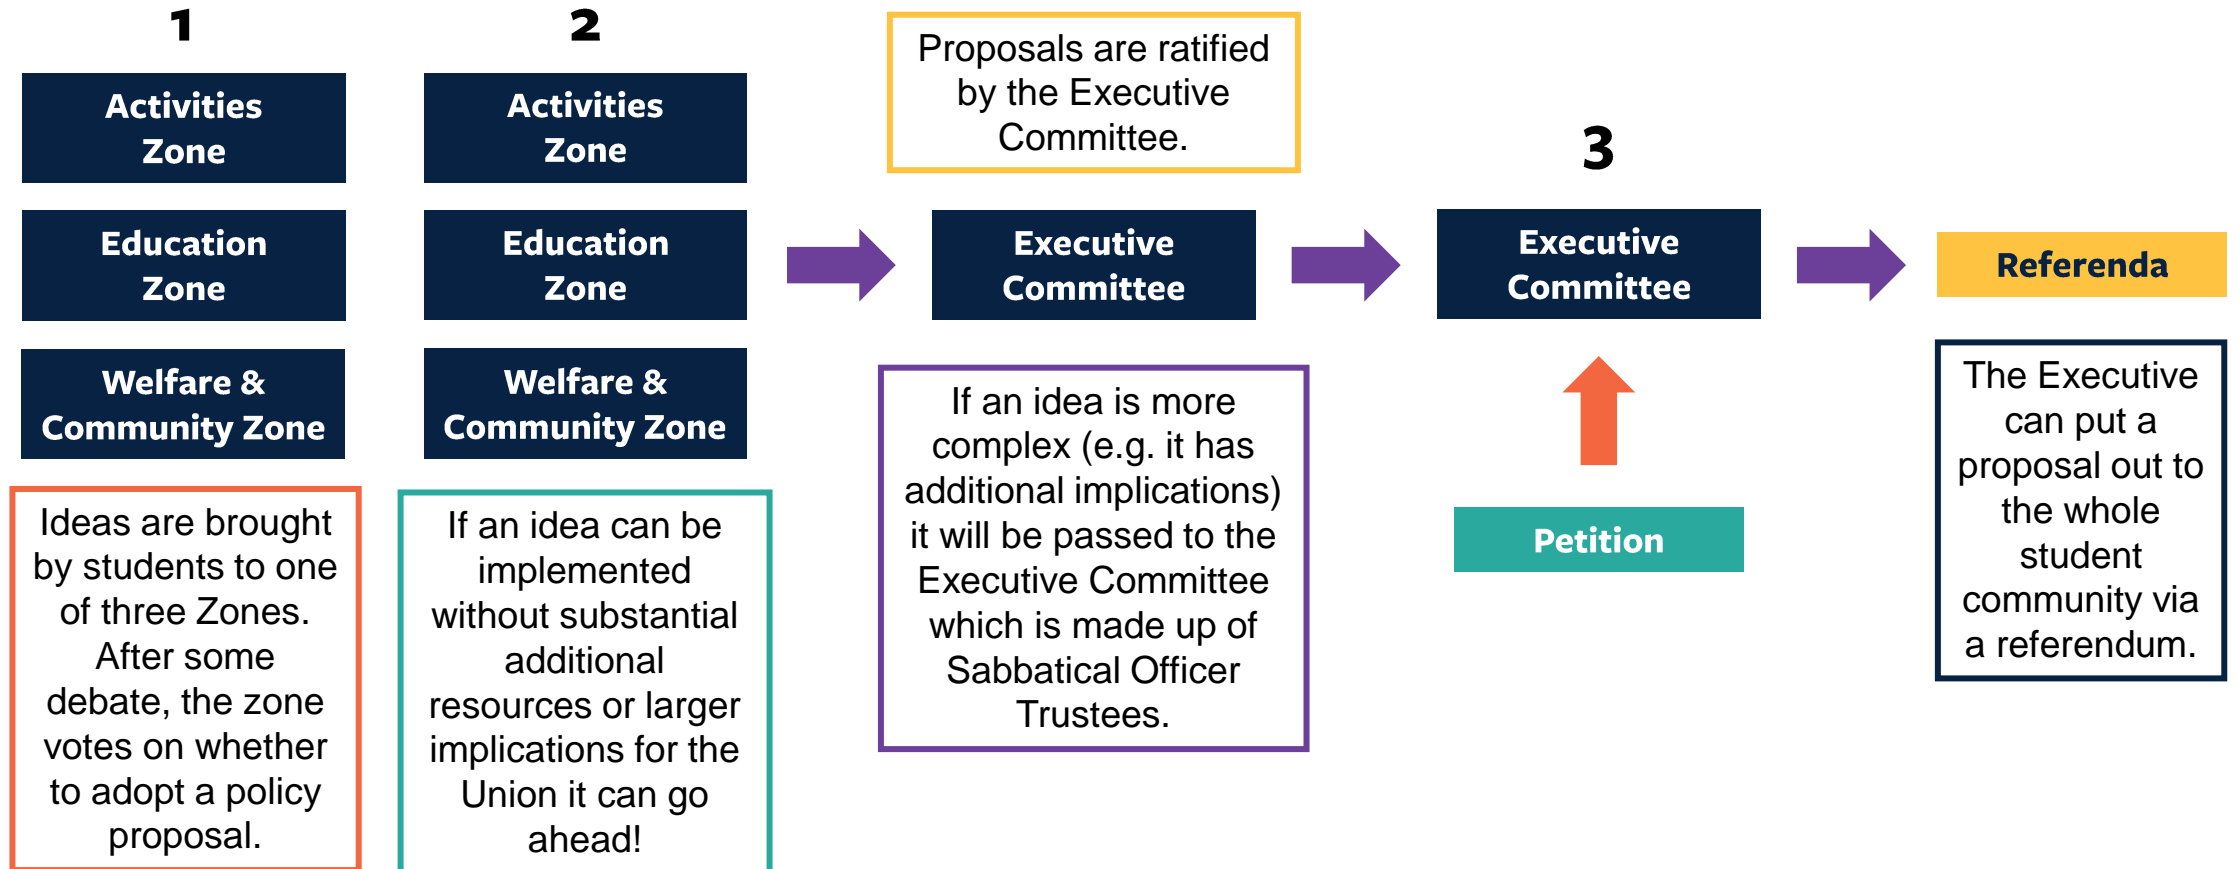 1
Activities
Zone
Education
Zone
Welfare &
Community Zone
Ideas are brought
by students to one
of three Zones.
After some
debate, the zone
votes on whether
to adopt a policy
proposal.
2
Activities
Zone
Education
Zone
Welfare &
Community Zone
If an idea can be
implemented
without substantial
additional
resources or larger
implications for the
Union it can go
ahead!
Proposals are ratified
by the Executive
Committee.
Executive
Committee
If an idea is more
complex (e.g. it has
additional implications)
it will be passed to the
Executive Committee
which is made up of
Sabbatical Officer
Trustees.
3
Executive
Committee
Petition
Referenda
The Executive
can put a
proposal out to
the whole
student
community via
a referendum.